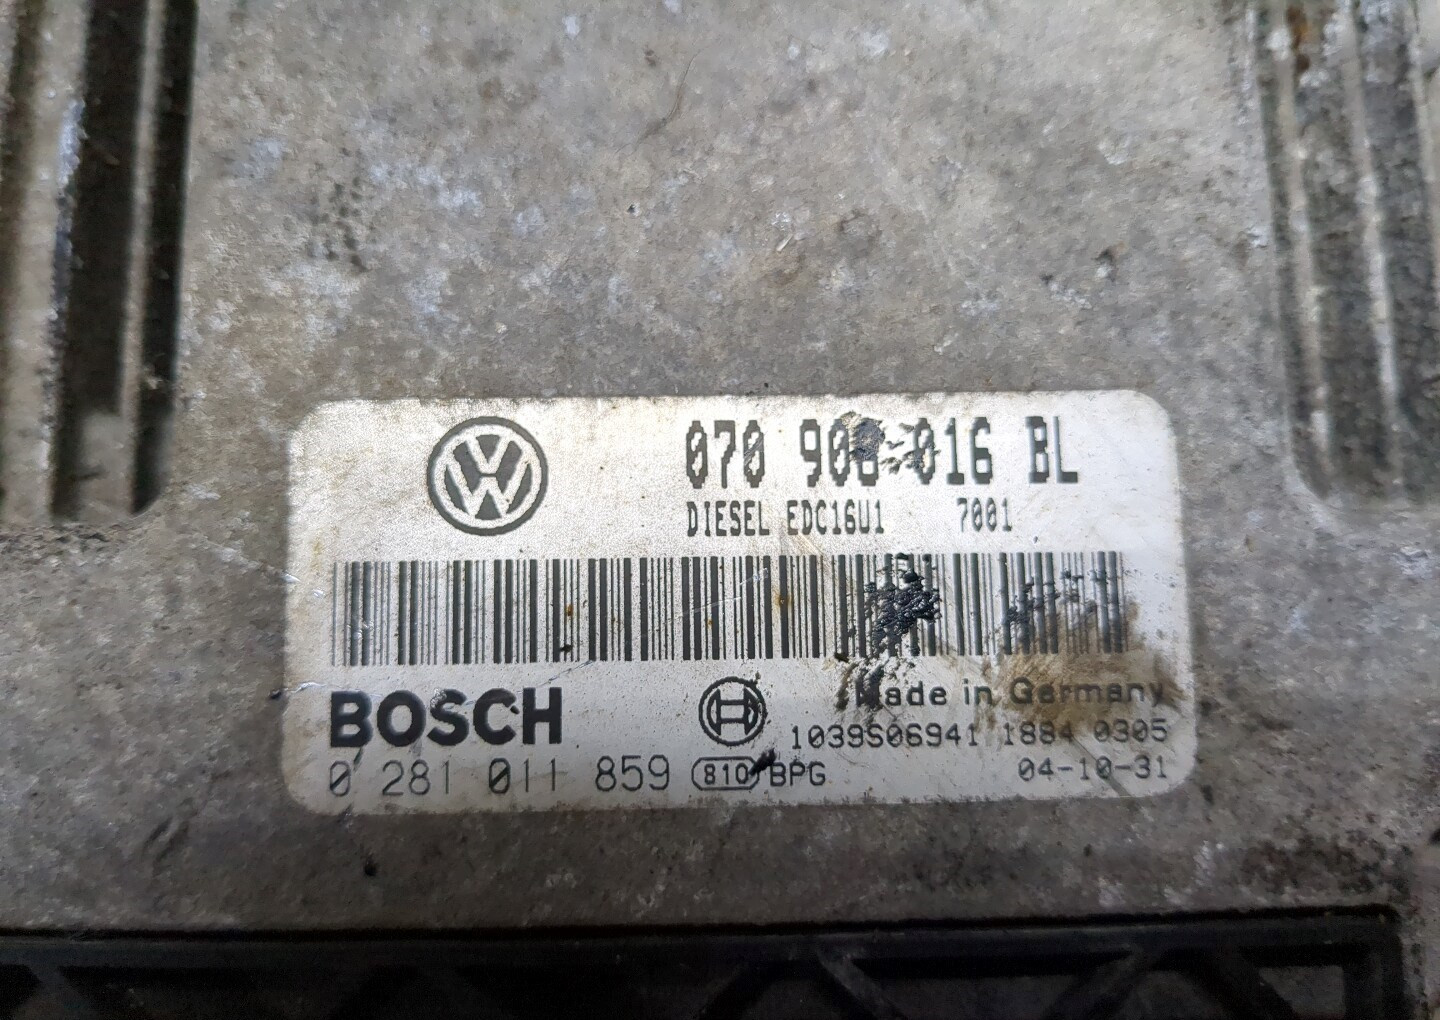 070 906 016 BL
DIESEL EDC16U1 7001
BOSCH
Made in Germany
1039S06941 1884 0305
0 281 011 859 810 BPG 04-10-31